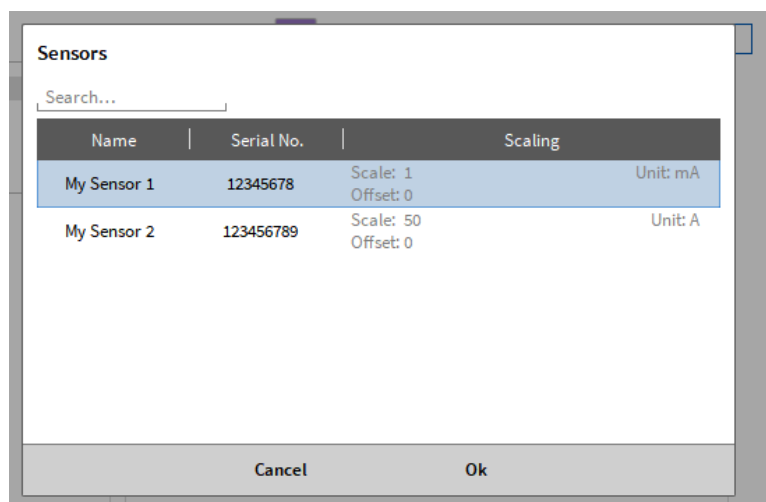 Sensors
Search...
Name Serial No. Scaling
My Sensor 1 12345678 Scale: 1 Unit: mA
Offset: 0
My Sensor 2 123456789 Scale: 50 Unit: A
Offset: 0
Cancel Ok